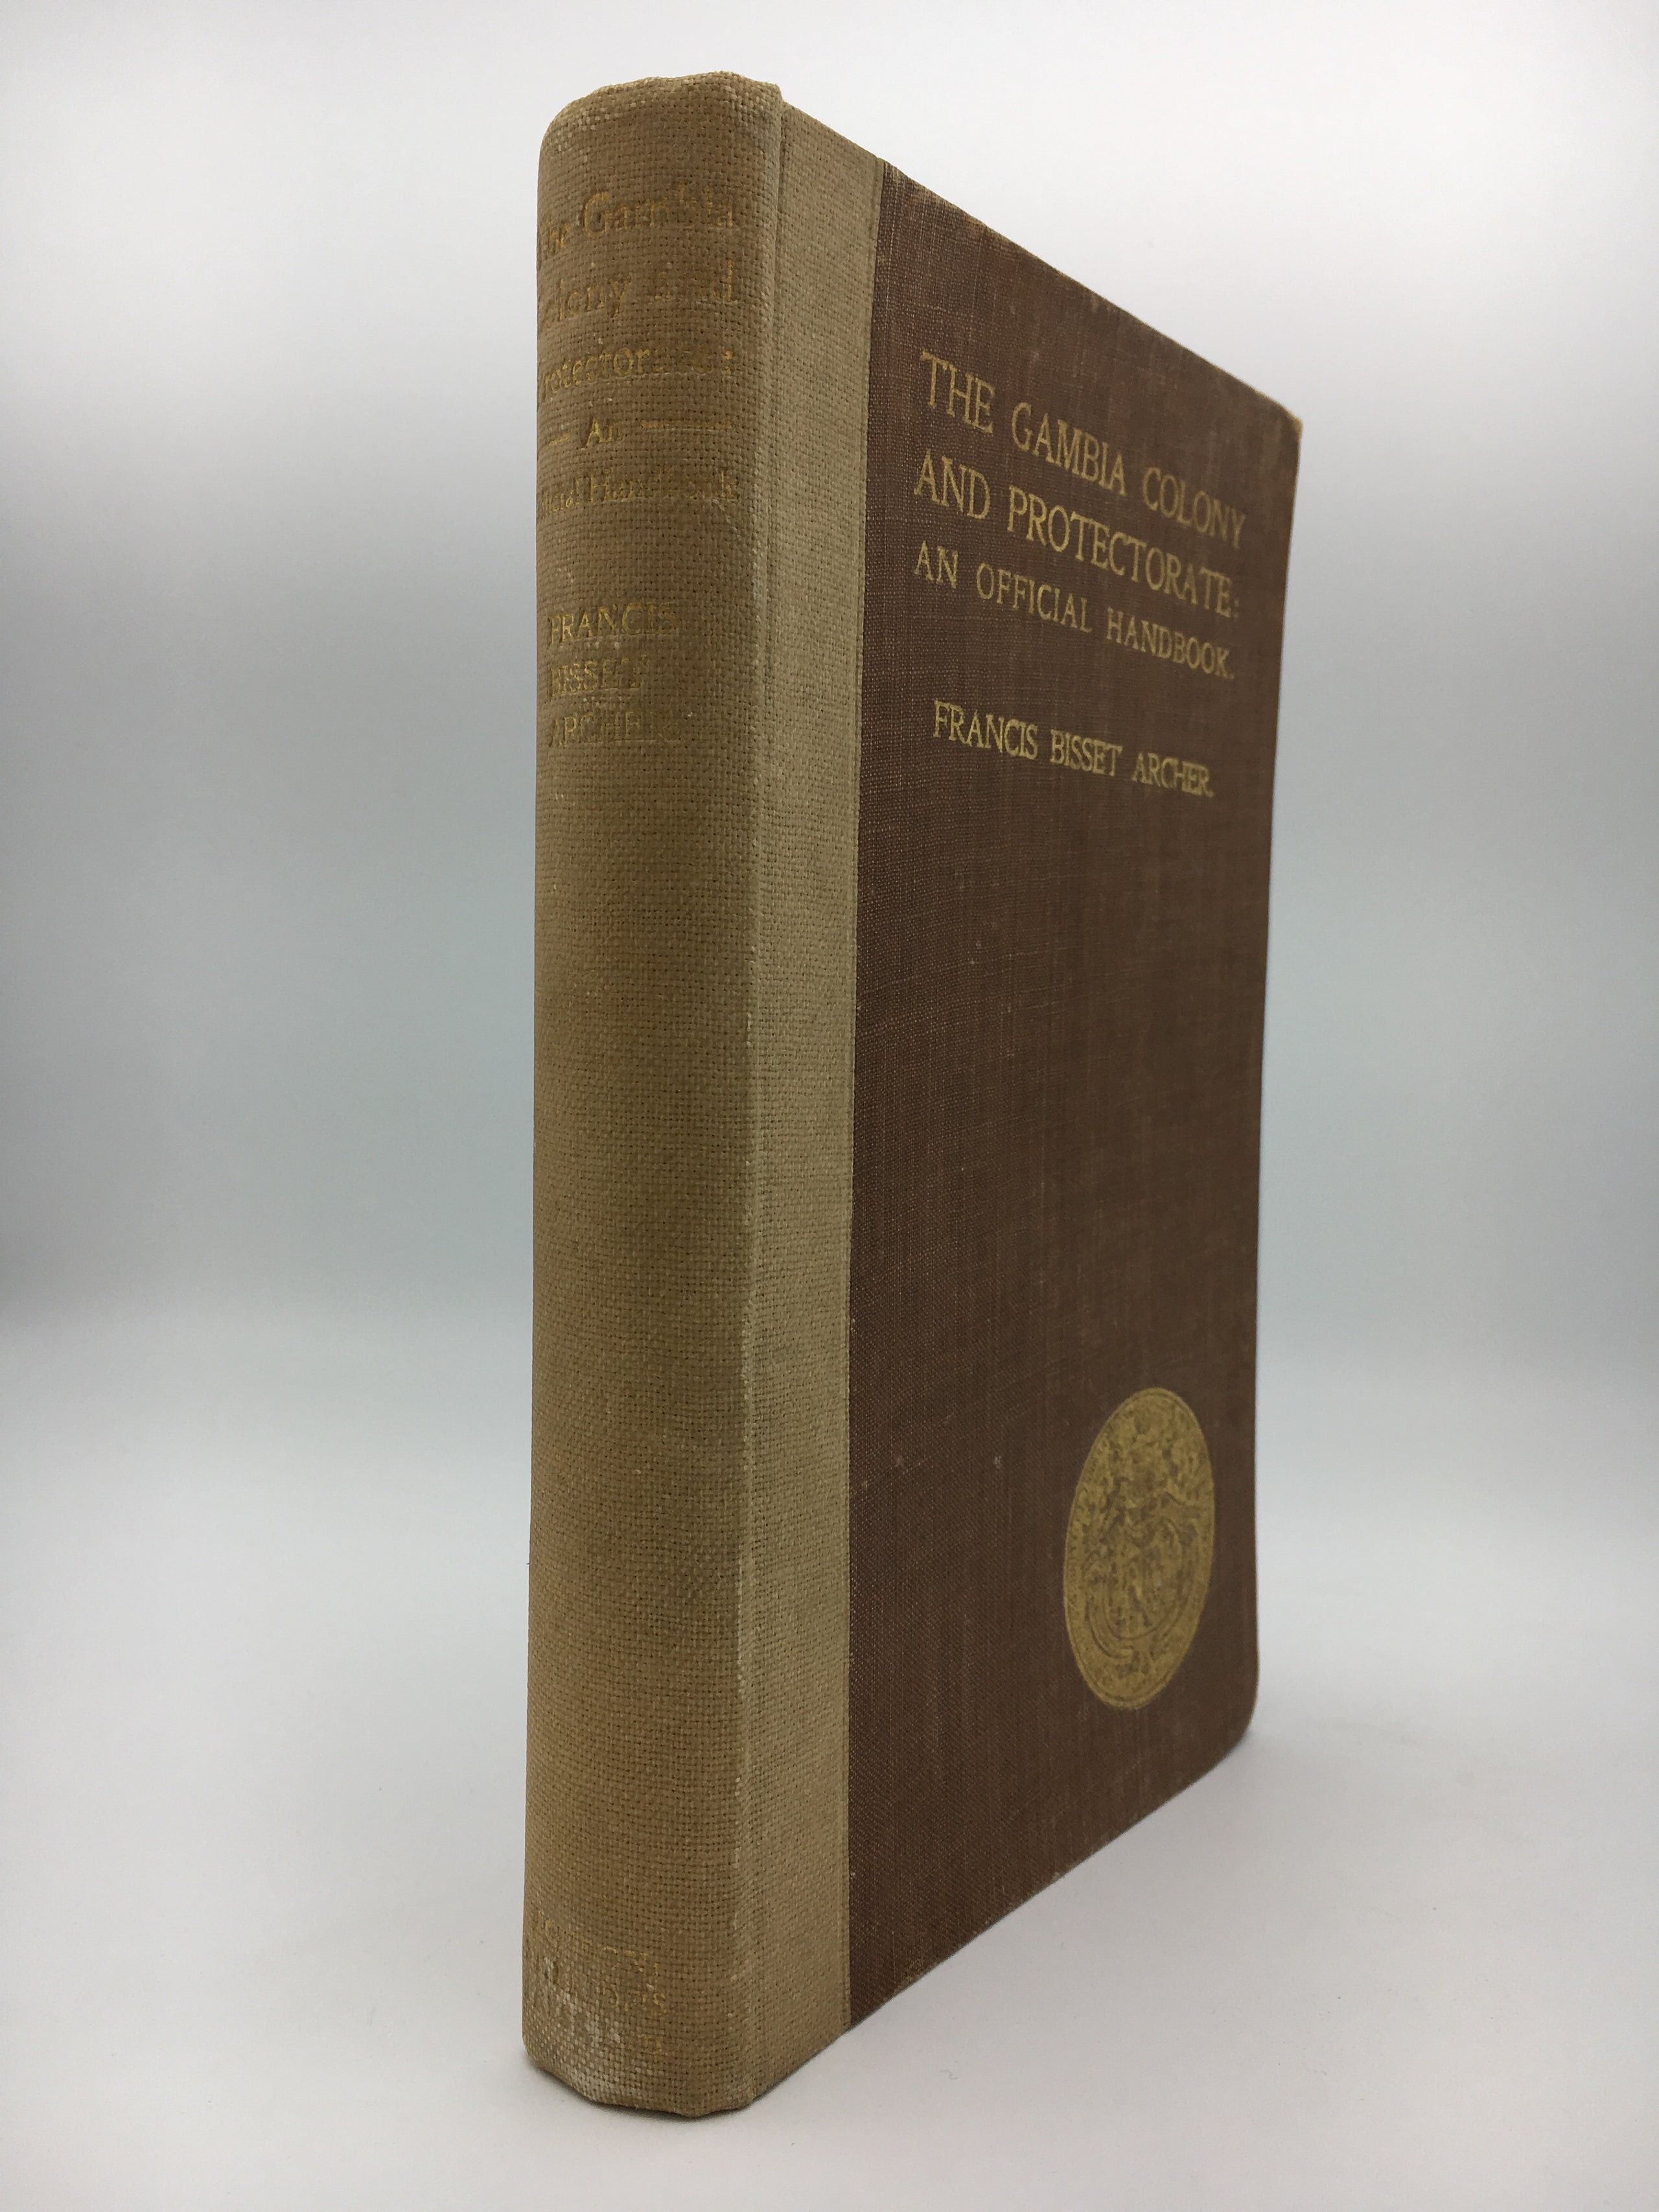 The Gambia
Colony and
Protectorate:
An
Official Handbook
FRANCIS
BISSET
ARCHER
THE GAMBIA COLONY
AND PROTECTORATE:
AN OFFICIAL HANDBOOK.
FRANCIS BISSET ARCHER.